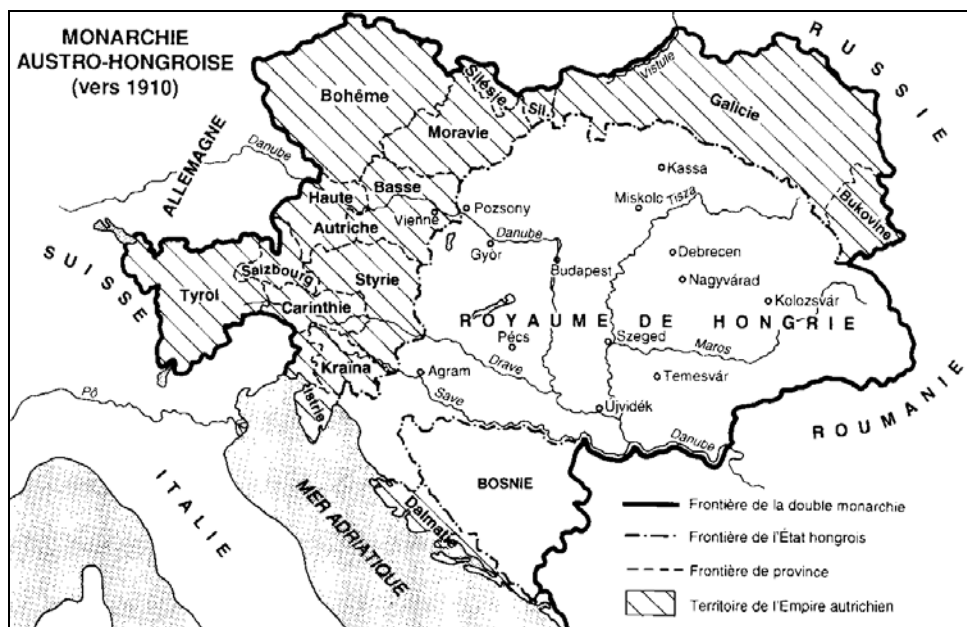 MONARCHIE
AUSTRO-HONGROISE
(vers 1910)
RUSSIE
ALLEMAGNE
SUISSE
ITALIE
ROUMANIE
MER ADRIATIQUE
Bohême
Silésie
Sil.
Moravie
Vistule
Galicie
Bukovine
Danube
Haute
Basse
Autriche
Vienne
Pozsony
Kassa
Miskolc
Tisza
Danube
Györ
Budapest
Debrecen
Nagyvárad
Kolozsvár
Salzbourg
Styrie
Tyrol
Carinthie
ROYAUME DE HONGRIE
Pécs
Szeged
Maros
Kraïna
Agram
Drave
Temesvár
Save
Istrie
Pô
Újvidék
Danube
BOSNIE
Dalmatie
Frontière de la double monarchie
Frontière de l'État hongrois
Frontière de province
Territoire de l'Empire autrichien